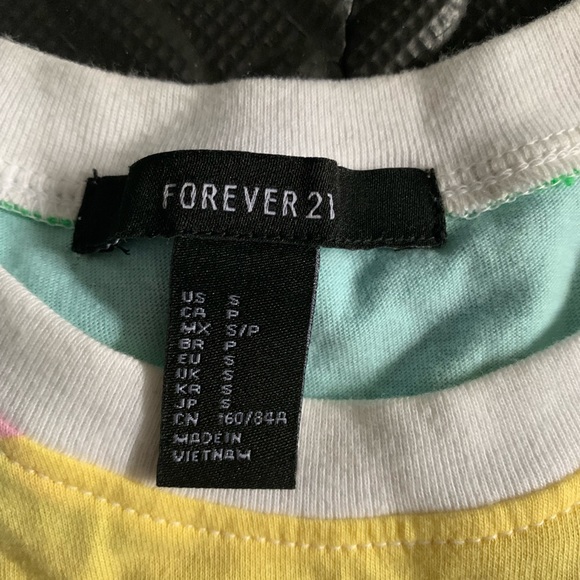 FOREVER 21
US S
CA P
MX S/P
BR P
EU S
UK S
KR S
JP S
CN 160/84A
MADE IN
VIETNAM